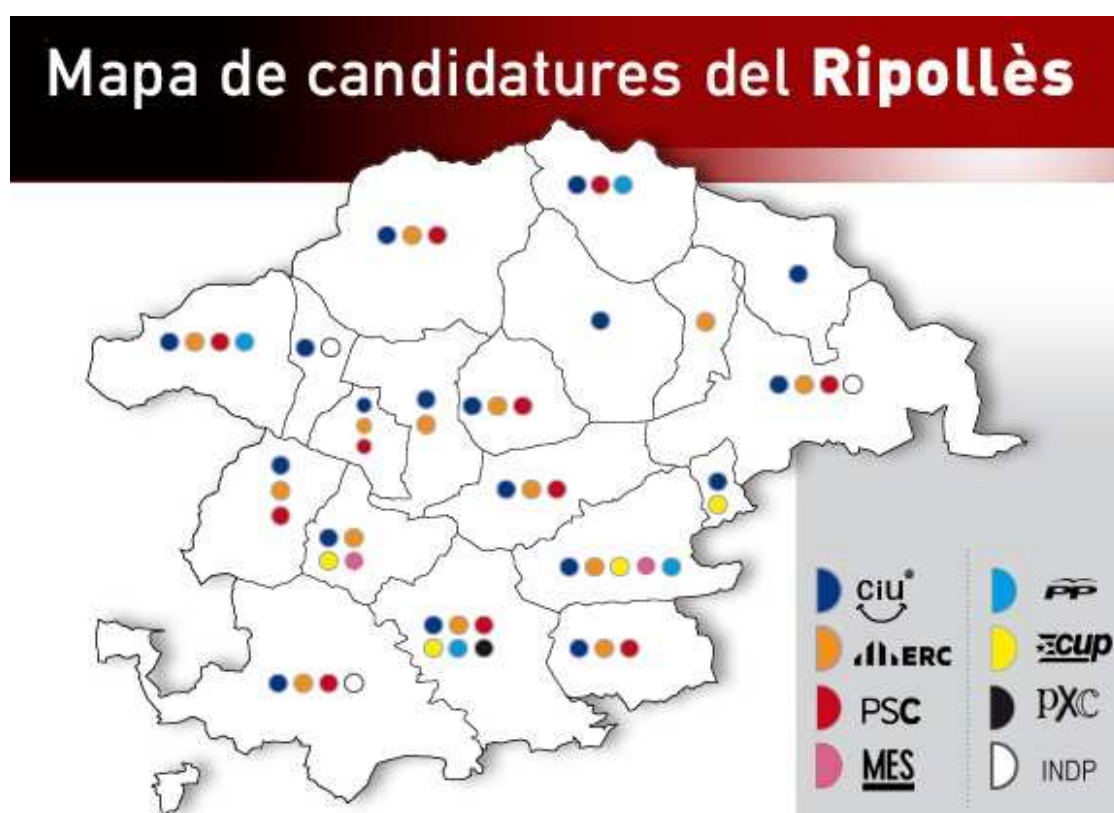 Mapa de candidatures del Ripollès
ciu
ERC
PSC
MES
PP
cup
PXC
INDP